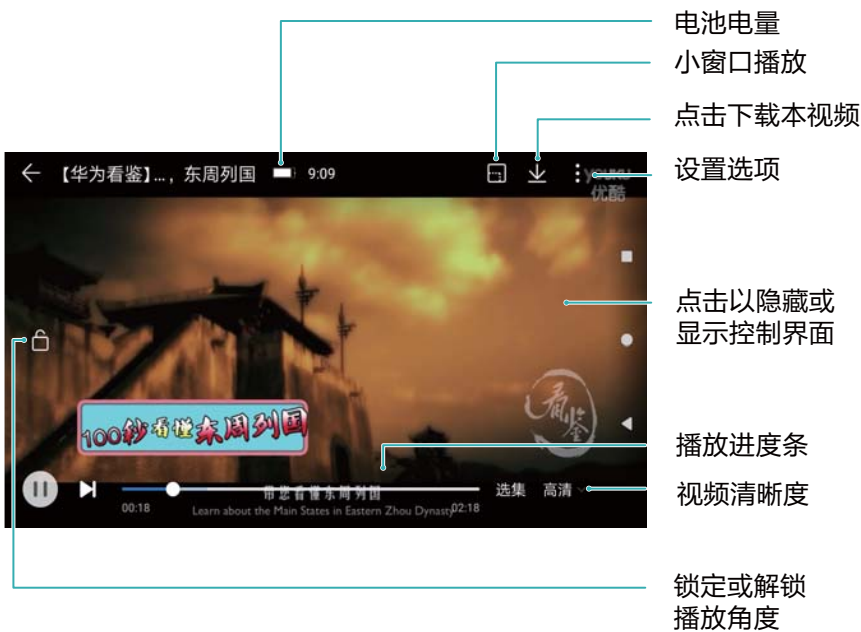 电池电量
小窗口播放
点击下载本视频
设置选项
【华为看鉴】...，东周列国
9:09
YOUKU
优酷
点击以隐藏或
显示控制界面
看鉴
100秒看懂东周列国
播放进度条
带您看懂东周列国
选集 高清
视频清晰度
00:18
Learn about the Main States in Eastern Zhou Dynasty
02:18
锁定或解锁
播放角度